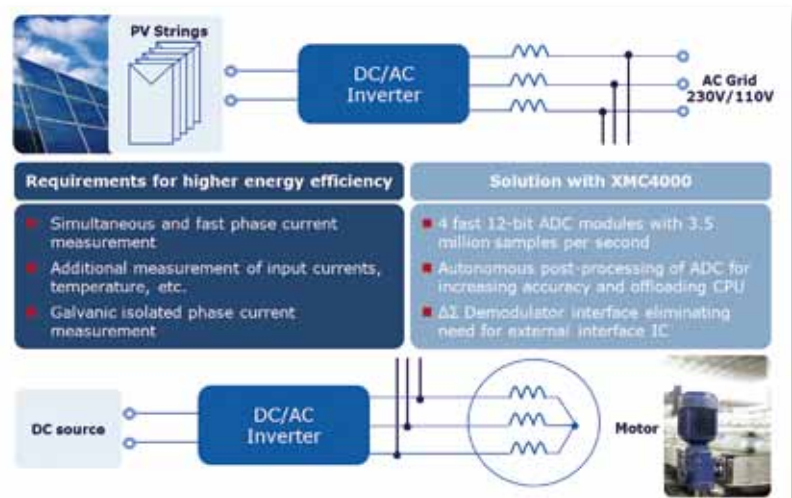 PV Strings
DC/AC
Inverter
AC Grid
230V/110V
Requirements for higher energy efficiency
Simultaneous and fast phase current
measurement
Additional measurement of input currents,
temperature, etc.
Galvanic isolated phase current
measurement
Solution with XMC4000
4 fast 12-bit ADC modules with 3.5
million samples per second
Autonomous post-processing of ADC for
increasing accuracy and offloading CPU
ΔΣ Demodulator interface eliminating
need for external interface IC
DC source
DC/AC
Inverter
Motor